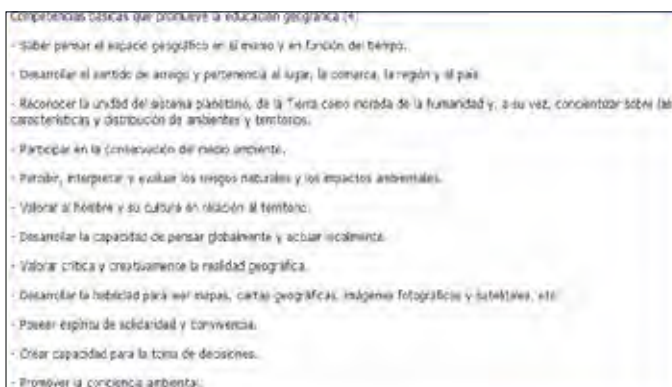 Competencias básicas que promueve la educación geográfica (4)
- Saber pensar el espacio geográfico en sí mismo y en función del tiempo.
- Desarrollar el sentido de arraigo y pertenencia al lugar, la comarca, la región y el país
- Reconocer la unidad del sistema planetario, de la Tierra como morada de la humanidad y, a su vez, concientizar sobre las
características y distribución de ambientes y territorios.
- Participar en la conservación del medio ambiente.
- Percibir, interpretar y evaluar los riesgos naturales y los impactos ambientales.
- Valorar al hombre y su cultura en relación al territorio.
- Desarrollar la capacidad de pensar globalmente y actuar localmente.
- Valorar crítica y creativamente la realidad geográfica.
- Desarrollar la habilidad para leer mapas, cartas geográficas, imágenes fotográficas y satelitales, etc
- Poseer espíritu de solidaridad y convivencia.
- Crear capacidad para la toma de decisiones.
- Promover la conciencia ambiental.